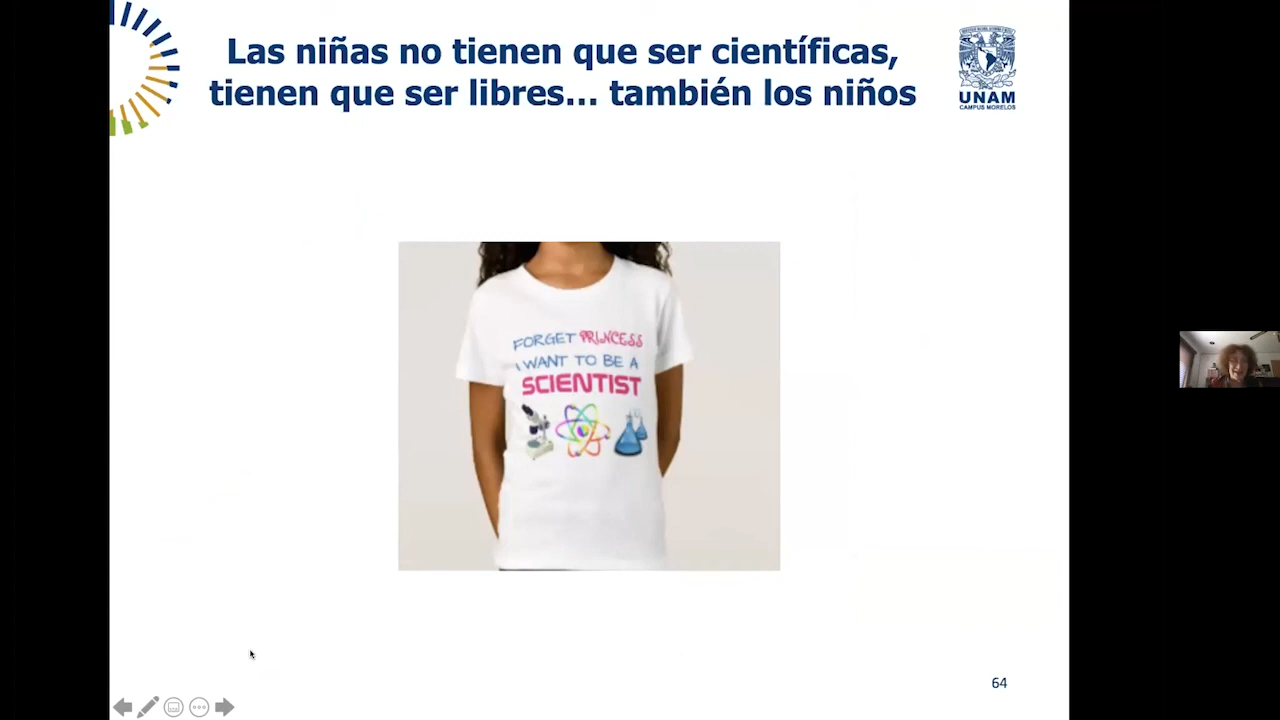 Las niñas no tienen que ser científicas,
tienen que ser libres... también los niños
UNAM
CAMPUS MORELOS
FORGET PRINCESS
I WANT TO BE A
SCIENTIST
64